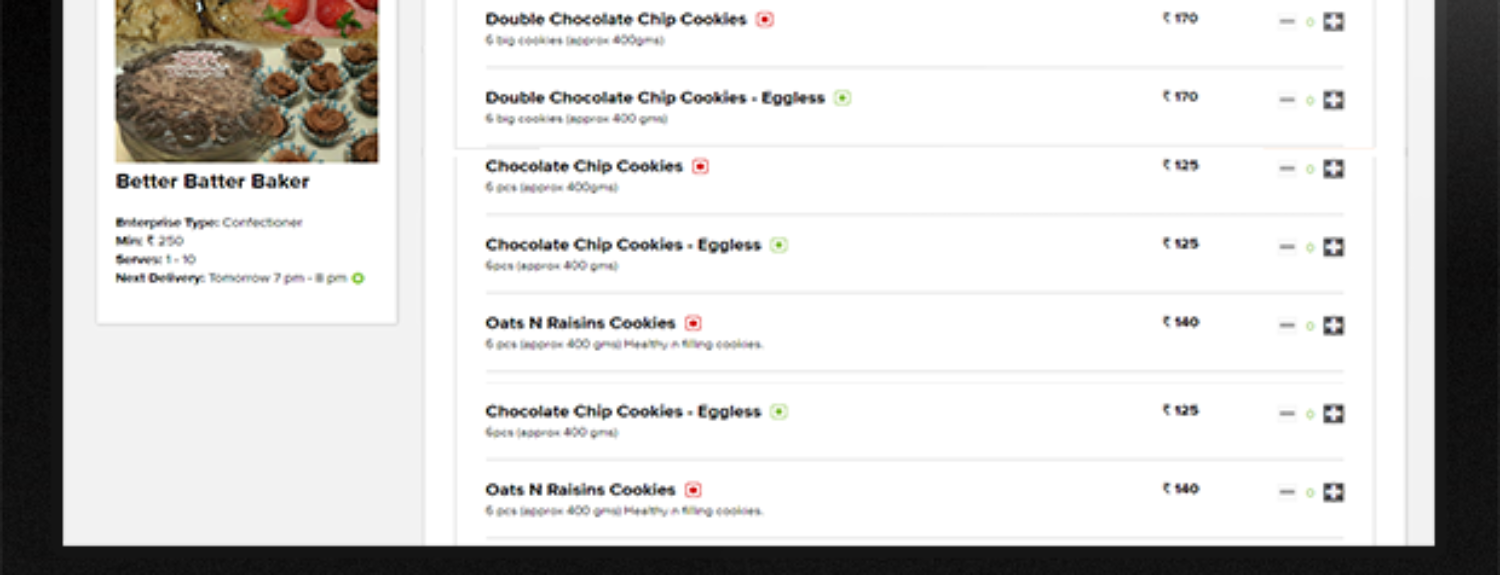 Better Batter Baker
Enterprise Type: Confectioner
Min: ₹ 250
Serves: 1 - 10
Next Delivery: Tomorrow 7 pm - 8 pm
Double Chocolate Chip Cookies ₹ 170 0
6 big cookies (approx 400gms)
Double Chocolate Chip Cookies - Eggless ₹ 170 0
6 big cookies (approx 400 gms)
Chocolate Chip Cookies ₹ 125 0
6 pcs (approx 400gms)
Chocolate Chip Cookies - Eggless ₹ 125 0
6pcs (approx 400 gms)
Oats N Raisins Cookies ₹ 140 0
6 pcs (approx 400 gms) Healthy n filling cookies.
Chocolate Chip Cookies - Eggless ₹ 125 0
6pcs (approx 400 gms)
Oats N Raisins Cookies ₹ 140 0
6 pcs (approx 400 gms) Healthy n filling cookies.